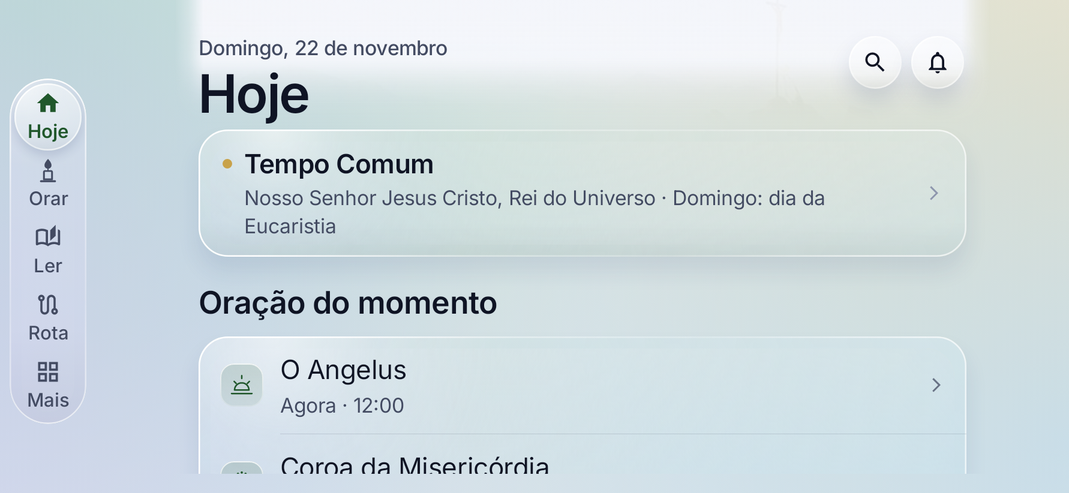 Domingo, 22 de novembro
Hoje
Hoje
Orar
Ler
Rota
Mais
Tempo Comum
Nosso Senhor Jesus Cristo, Rei do Universo · Domingo: dia da
Eucaristia
Oração do momento
O Angelus
Agora · 12:00
Coroa da Misericórdia